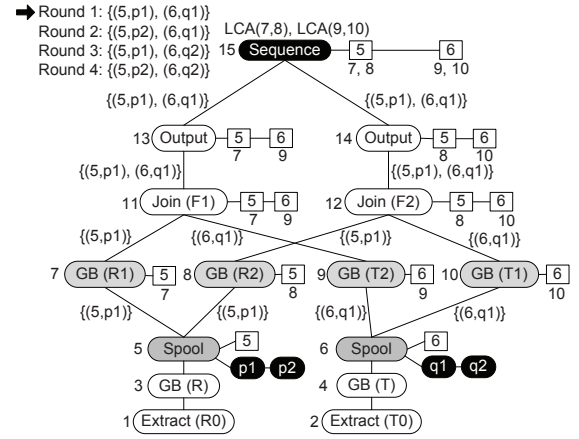 Round 1: {(5,p1), (6,q1)}
Round 2: {(5,p2), (6,q1)}
Round 3: {(5,p1), (6,q2)}
Round 4: {(5,p2), (6,q2)}
LCA(7,8), LCA(9,10)
15 Sequence 5 6
7, 8 9, 10
{(5,p1), (6,q1)} {(5,p1), (6,q1)}
13 Output 5 6 14 Output 5 6
7 9 8 10
{(5,p1), (6,q1)} {(5,p1), (6,q1)}
11 Join (F1) 5 6 12 Join (F2) 5 6
7 9 8 10
{(5,p1)} {(6,q1)} {(5,p1)} {(6,q1)}
7 GB (R1) 5 8 GB (R2) 5 9 GB (T2) 6 10 GB (T1) 6
7 8 9 10
{(5,p1)} {(5,p1)} {(6,q1)} {(6,q1)}
5 Spool 5 6 Spool 6
p1 p2 q1 q2
3 GB (R) 4 GB (T)
1 Extract (R0) 2 Extract (T0)